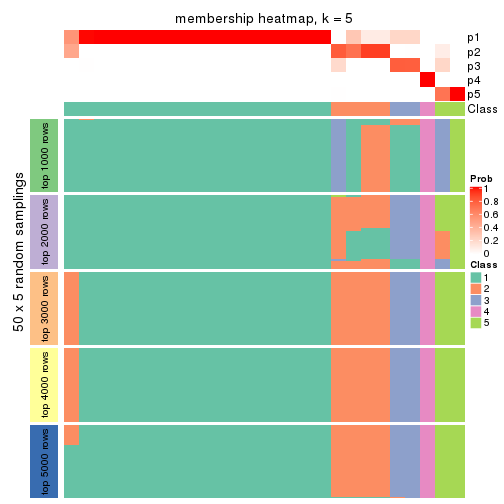 membership heatmap, k = 5
p1
p2
p3
p4
p5
Class
50 x 5 random samplings
top 1000 rows
top 2000 rows
top 3000 rows
top 4000 rows
top 5000 rows
Prob
1
0.8
0.6
0.4
0.2
0
Class
1
2
3
4
5